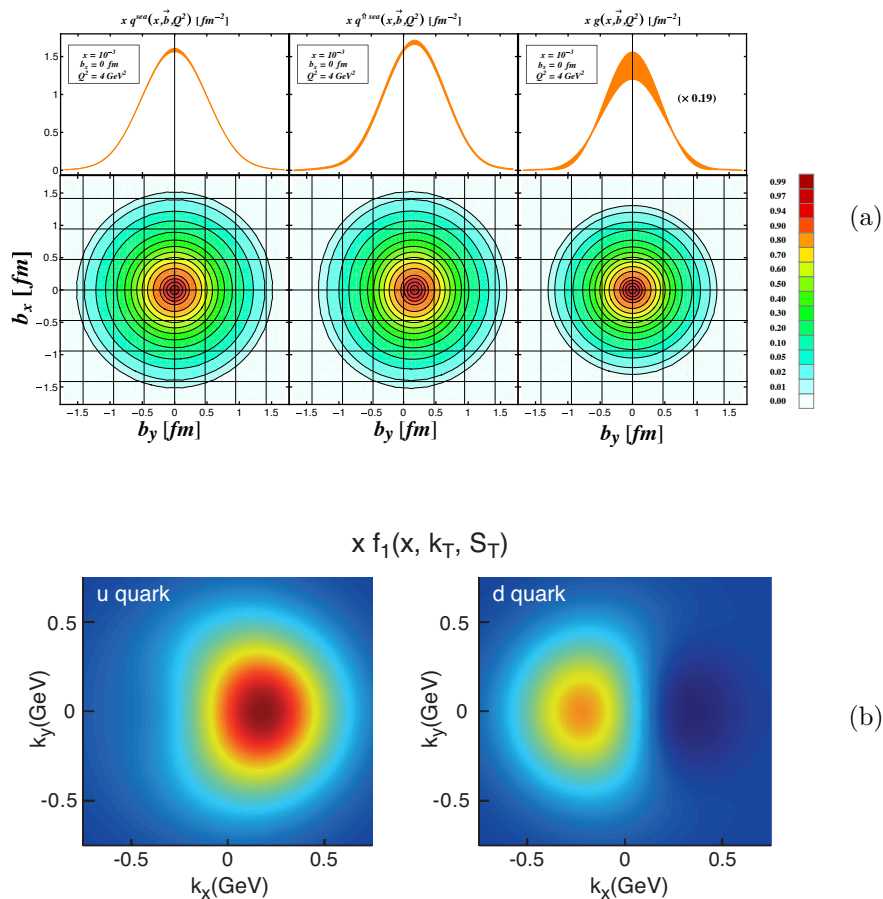 x q^sea(x,b⃗,Q²) [fm⁻²] x q^⇑sea(x,b⃗,Q²) [fm⁻²] x g(x,b⃗,Q²) [fm⁻²]
x = 10⁻³
b_x = 0 fm
Q² = 4 GeV²
x = 10⁻³
b_x = 0 fm
Q² = 4 GeV²
x = 10⁻³
b_x = 0 fm
Q² = 4 GeV²
(× 0.19)
1.5
1
0.5
0
1.5
1
0.5
0
-0.5
-1
-1.5
b_x [fm]
-1.5 -1 -0.5 0 0.5 1 1.5 -1.5 -1 -0.5 0 0.5 1 1.5 -1.5 -1 -0.5 0 0.5 1 1.5
b_y [fm] b_y [fm] b_y [fm]
0.99
0.97
0.94
0.90
0.80
0.70
0.60
0.50
0.40
0.30
0.20
0.10
0.05
0.02
0.01
0.00
(a)
x f₁(x, k_T, S_T)
u quark
0.5
0
-0.5
k_y(GeV)
-0.5 0 0.5
k_x(GeV)
d quark
0.5
0
-0.5
k_y(GeV)
-0.5 0 0.5
k_x(GeV)
(b)